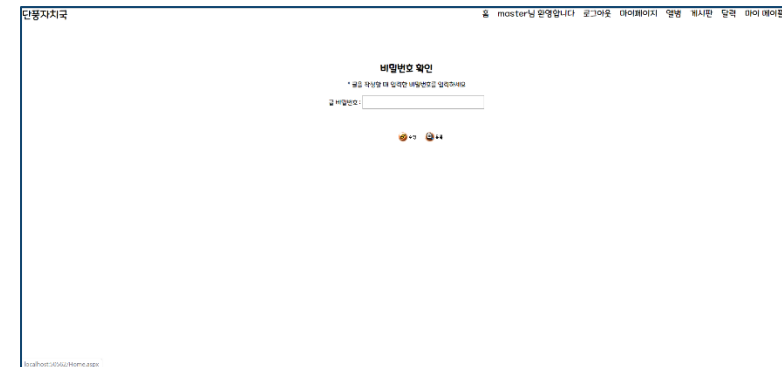 단풍자치국
홈 master님 환영합니다 로그아웃 마이페이지 앨범 게시판 달력 마이 메이플
비밀번호 확인
* 글을 작성할 때 입력한 비밀번호를 입력하세요
글 비밀번호 :
localhost:50562/Home.aspx